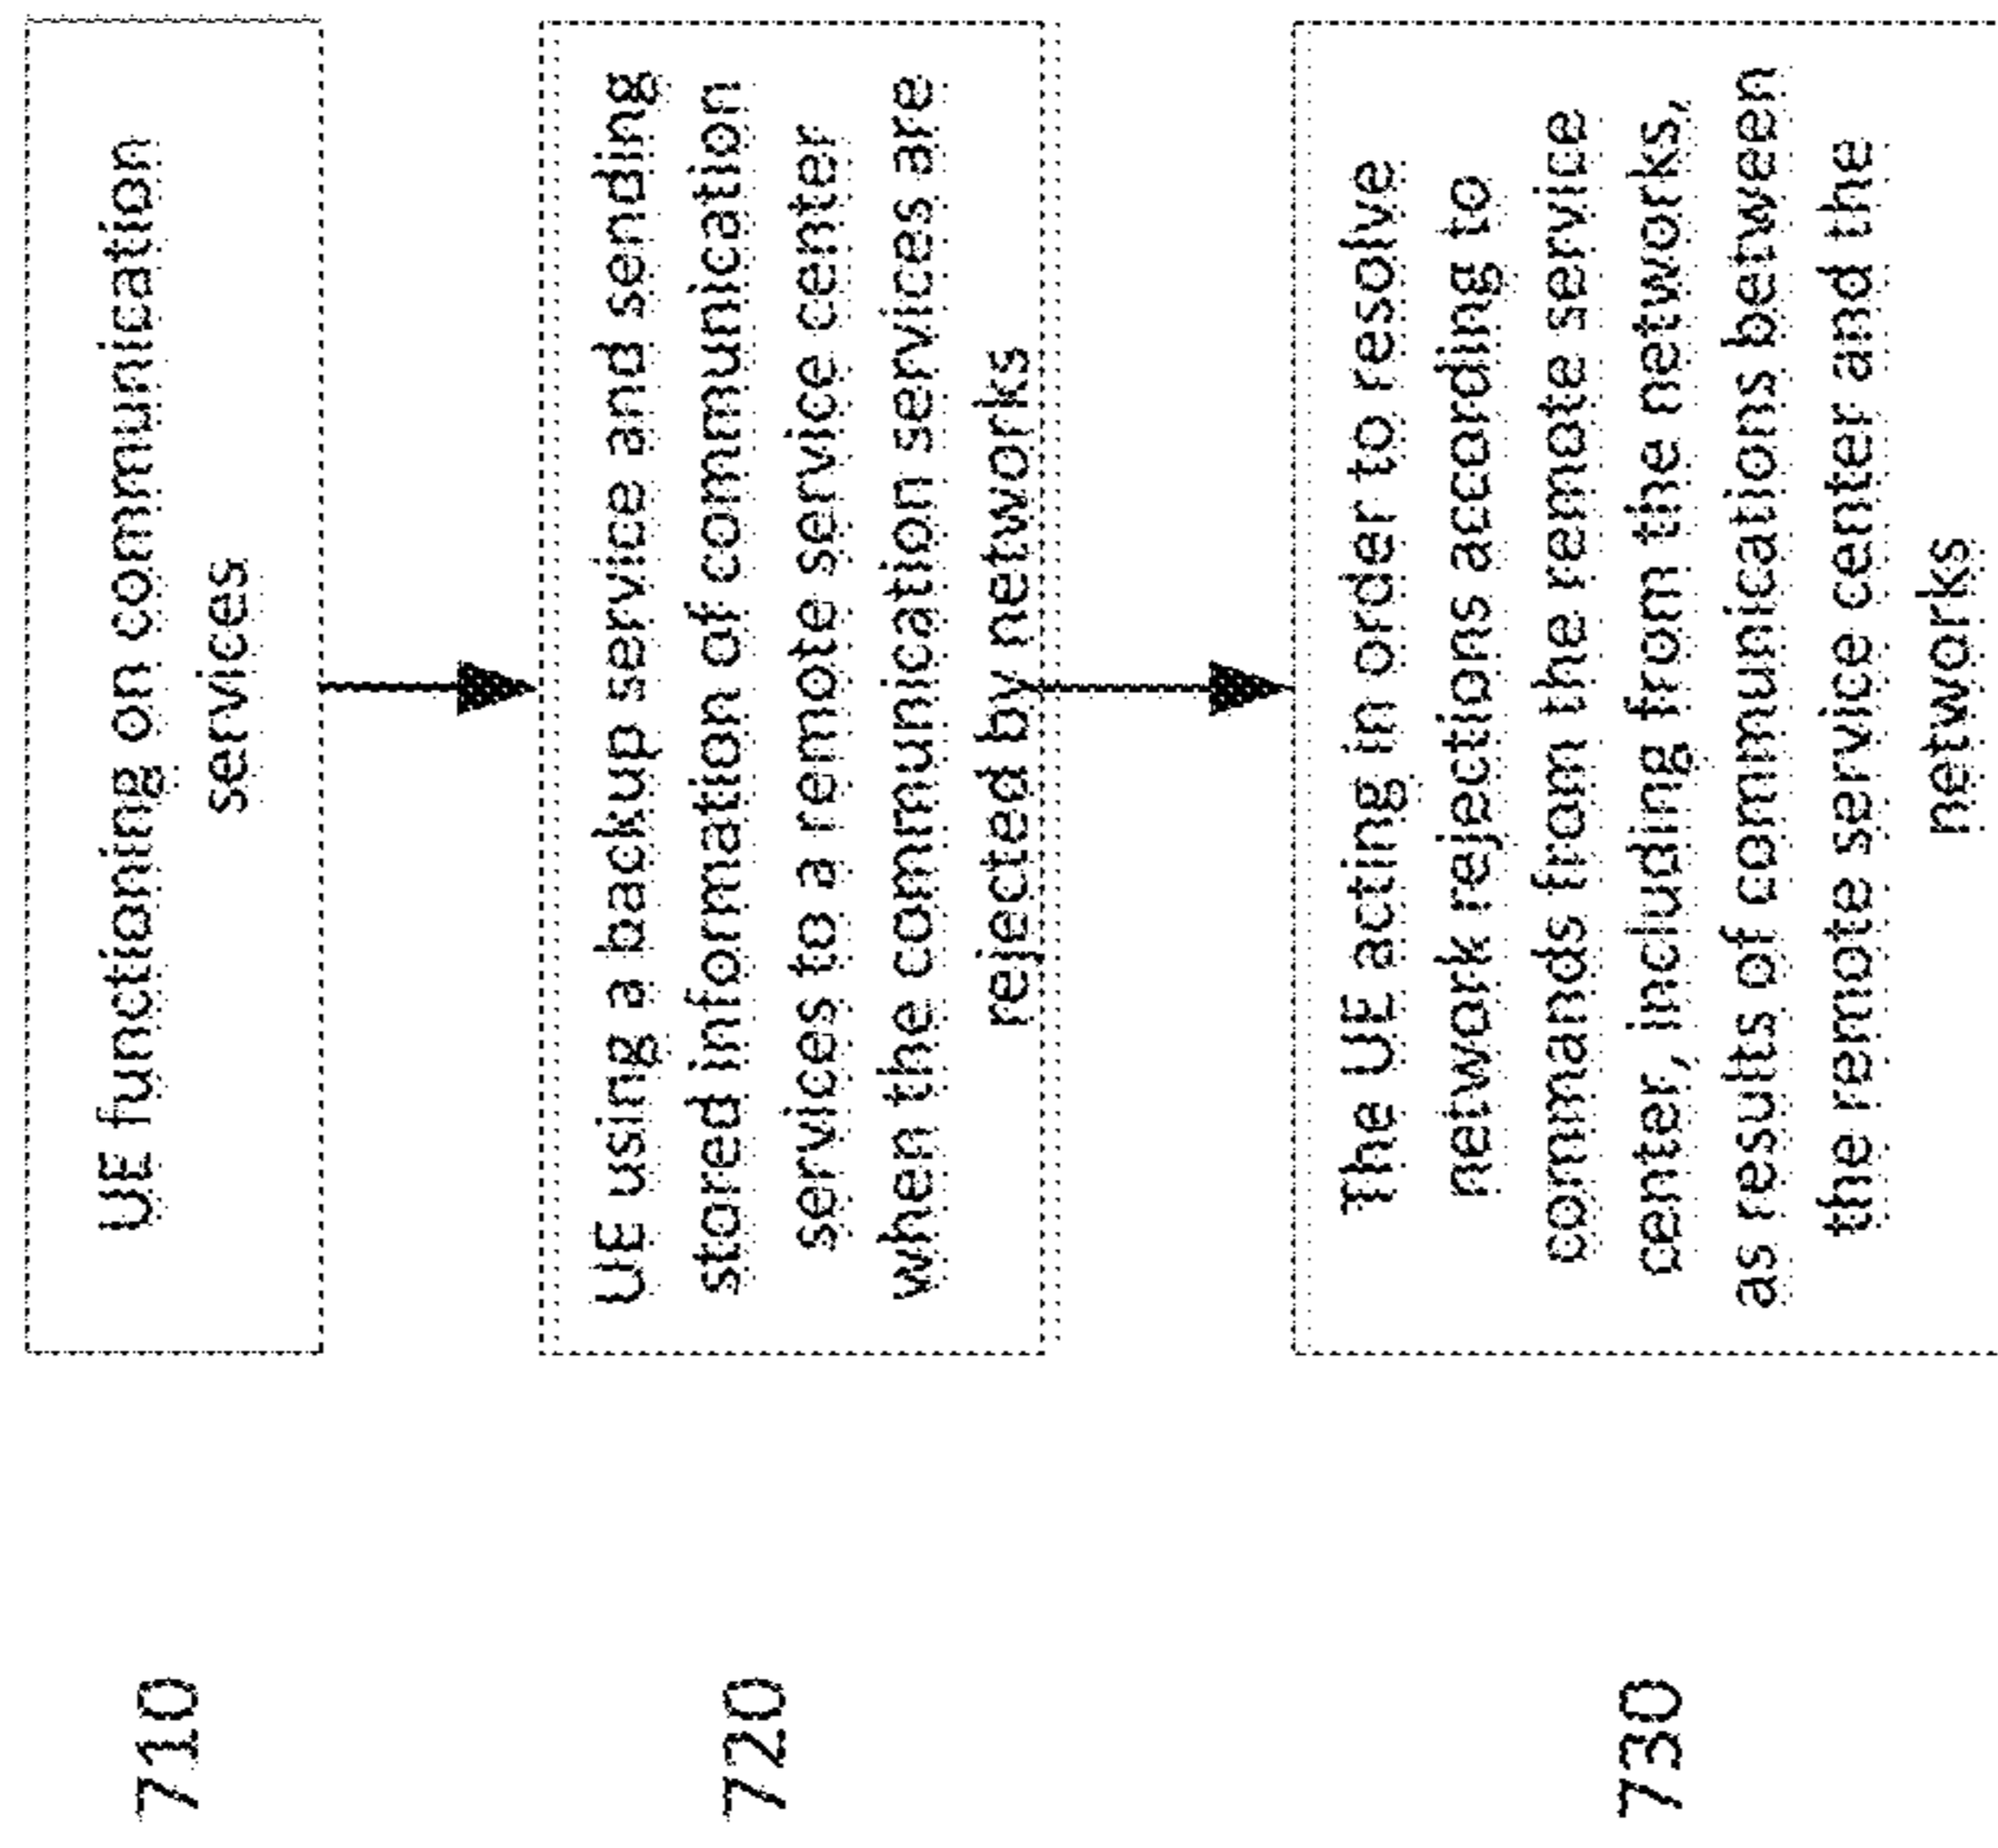 710
UE functioning on communication
services
720
UE using a backup service and sending
stored information of communication
services to a remote service center
when the communication services are
rejected by networks
730
The UE acting in order to resolve
network rejections according to
commands from the remote service
center, including from the networks,
as results of communications between
the remote service center and the
networks